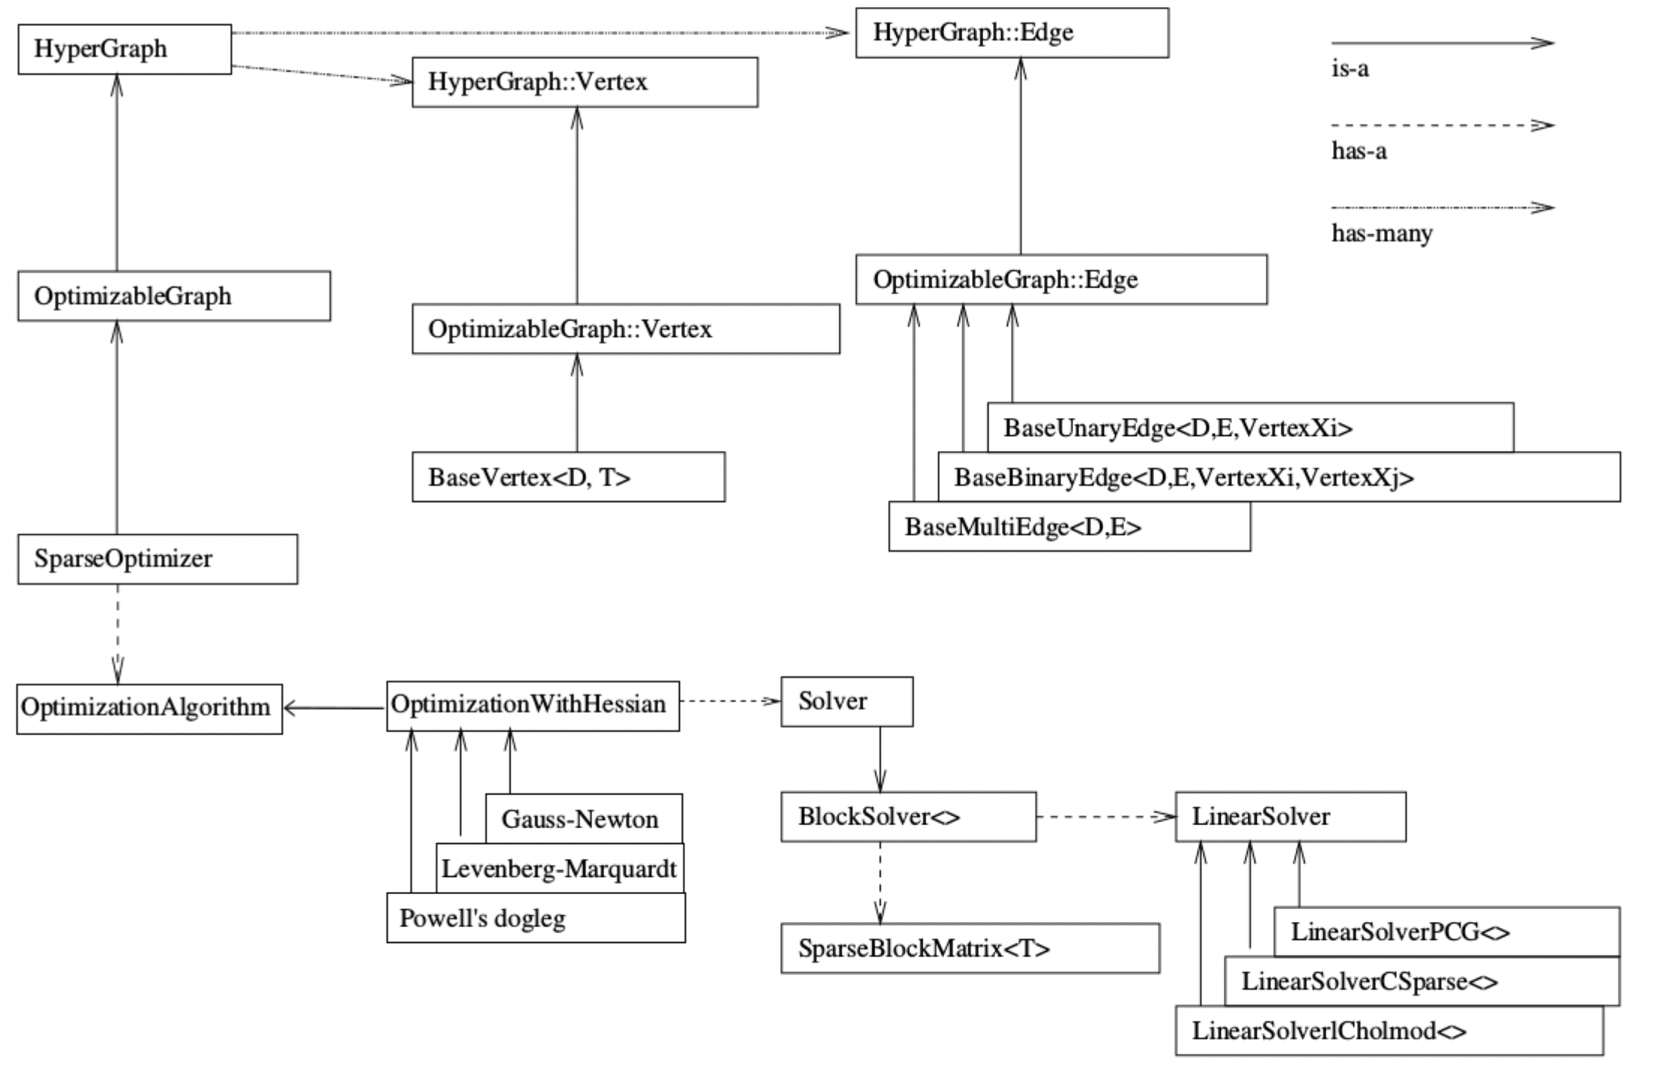 HyperGraph
HyperGraph::Edge
is-a
HyperGraph::Vertex
has-a
has-many
OptimizableGraph
OptimizableGraph::Edge
OptimizableGraph::Vertex
BaseUnaryEdge<D,E,VertexXi>
BaseVertex<D, T>
BaseBinaryEdge<D,E,VertexXi,VertexXj>
BaseMultiEdge<D,E>
SparseOptimizer
OptimizationAlgorithm
OptimizationWithHessian
Solver
Gauss-Newton
BlockSolver<>
LinearSolver
Levenberg-Marquardt
Powell's dogleg
SparseBlockMatrix<T>
LinearSolverPCG<>
LinearSolverCSparse<>
LinearSolverlCholmod<>